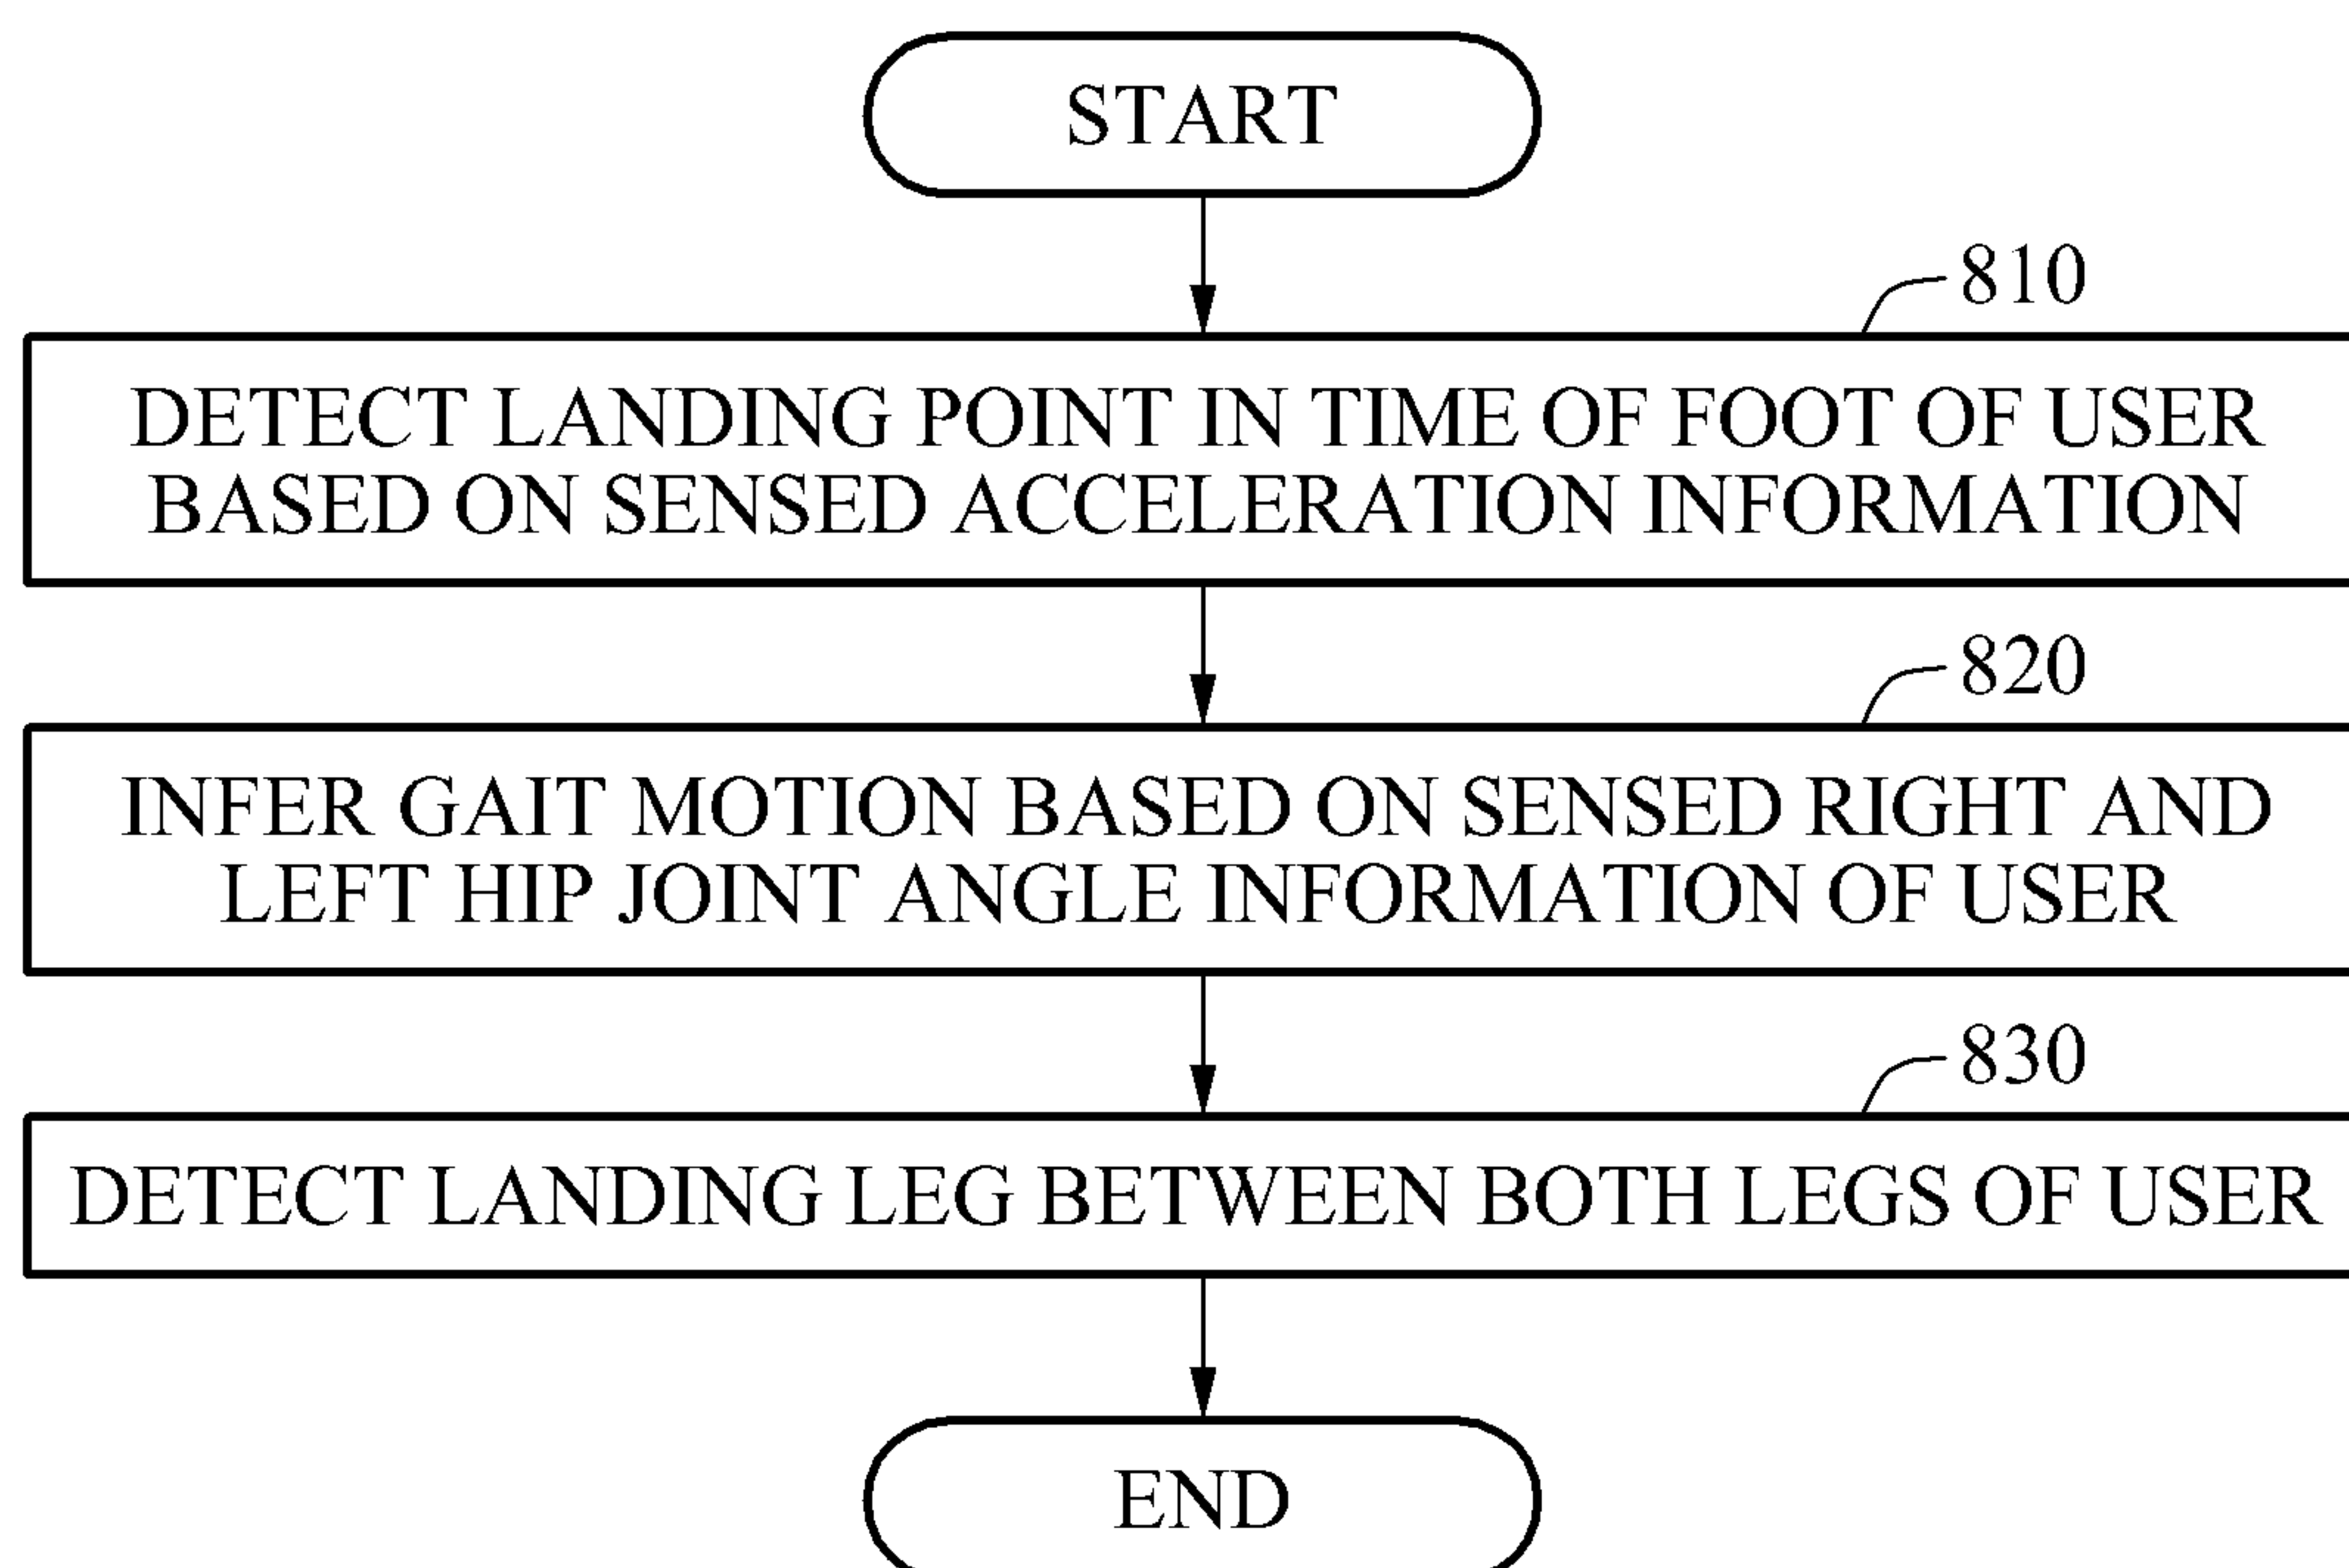 START
810
DETECT LANDING POINT IN TIME OF FOOT OF USER
BASED ON SENSED ACCELERATION INFORMATION
820
INFER GAIT MOTION BASED ON SENSED RIGHT AND
LEFT HIP JOINT ANGLE INFORMATION OF USER
830
DETECT LANDING LEG BETWEEN BOTH LEGS OF USER
END